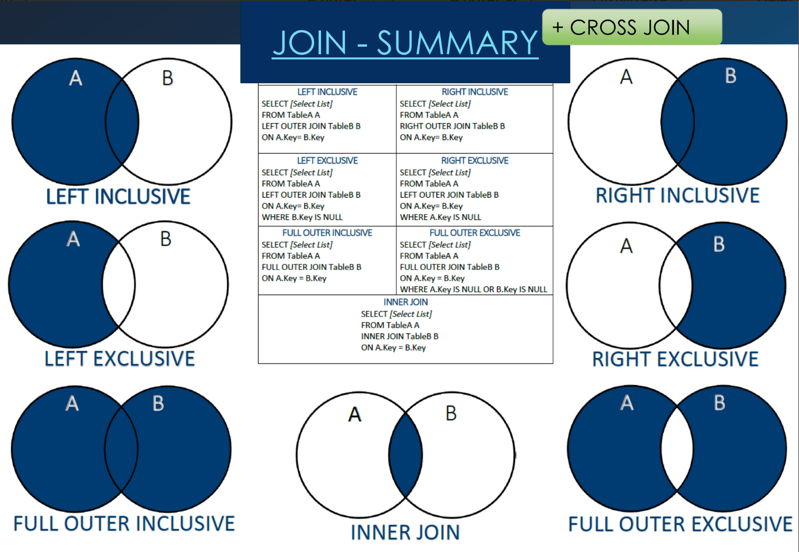 JOIN - SUMMARY
+ CROSS JOIN
A
B
LEFT INCLUSIVE
A
B
RIGHT INCLUSIVE
LEFT INCLUSIVE
SELECT [Select List]
FROM TableA A
LEFT OUTER JOIN TableB B
ON A.Key= B.Key
RIGHT INCLUSIVE
SELECT [Select List]
FROM TableA A
RIGHT OUTER JOIN TableB B
ON A.Key= B.Key
LEFT EXCLUSIVE
SELECT [Select List]
FROM TableA A
LEFT OUTER JOIN TableB B
ON A.Key= B.Key
WHERE B.Key IS NULL
RIGHT EXCLUSIVE
SELECT [Select List]
FROM TableA A
LEFT OUTER JOIN TableB B
ON A.Key= B.Key
WHERE A.Key IS NULL
FULL OUTER INCLUSIVE
SELECT [Select List]
FROM TableA A
FULL OUTER JOIN TableB B
ON A.Key = B.Key
FULL OUTER EXCLUSIVE
SELECT [Select List]
FROM TableA A
FULL OUTER JOIN TableB B
ON A.Key = B.Key
WHERE A.Key IS NULL OR B.Key IS NULL
INNER JOIN
SELECT [Select List]
FROM TableA A
INNER JOIN TableB B
ON A.Key = B.Key
A
B
LEFT EXCLUSIVE
A
B
RIGHT EXCLUSIVE
A
B
FULL OUTER INCLUSIVE
A
B
INNER JOIN
A
B
FULL OUTER EXCLUSIVE